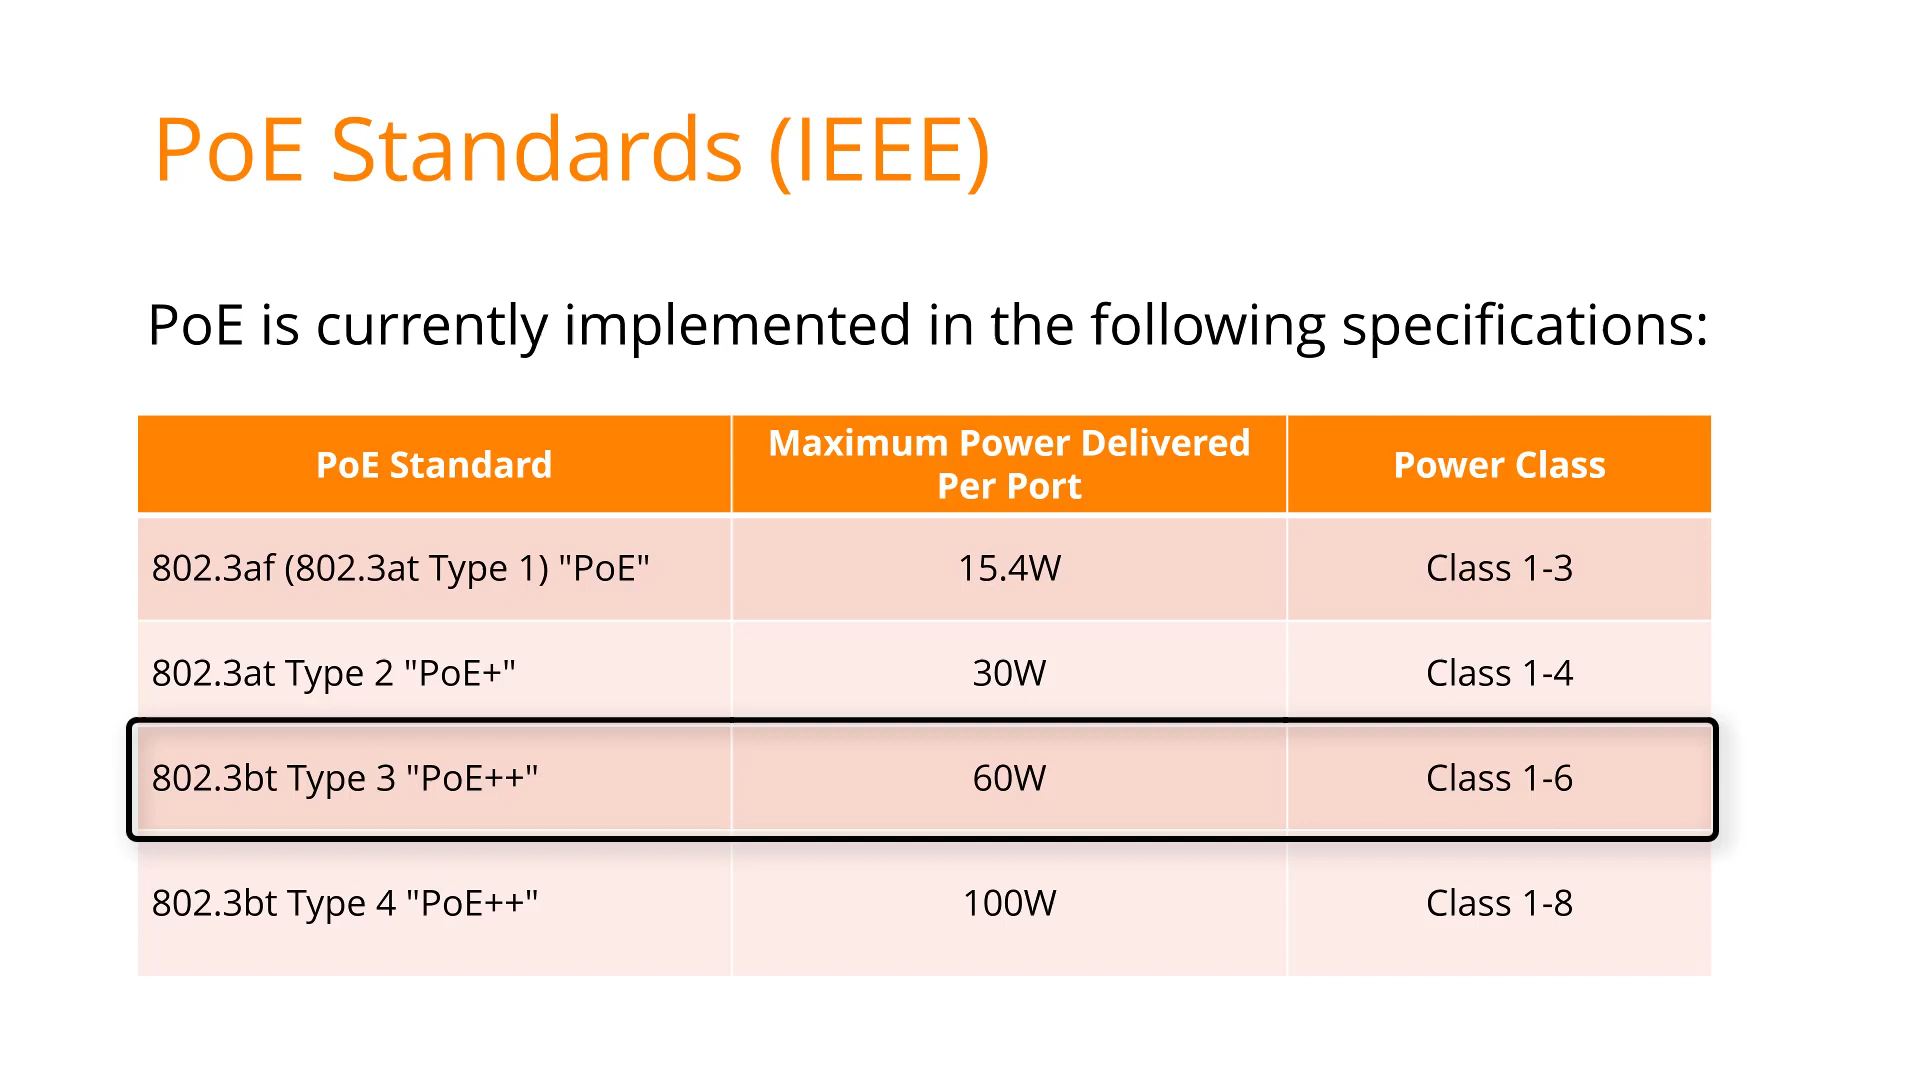 PoE Standards (IEEE)
PoE is currently implemented in the following specifications:
PoE Standard
Maximum Power Delivered
Per Port
Power Class
802.3af (802.3at Type 1) "PoE"
15.4W
Class 1-3
802.3at Type 2 "PoE+"
30W
Class 1-4
802.3bt Type 3 "PoE++"
60W
Class 1-6
802.3bt Type 4 "PoE++"
100W
Class 1-8